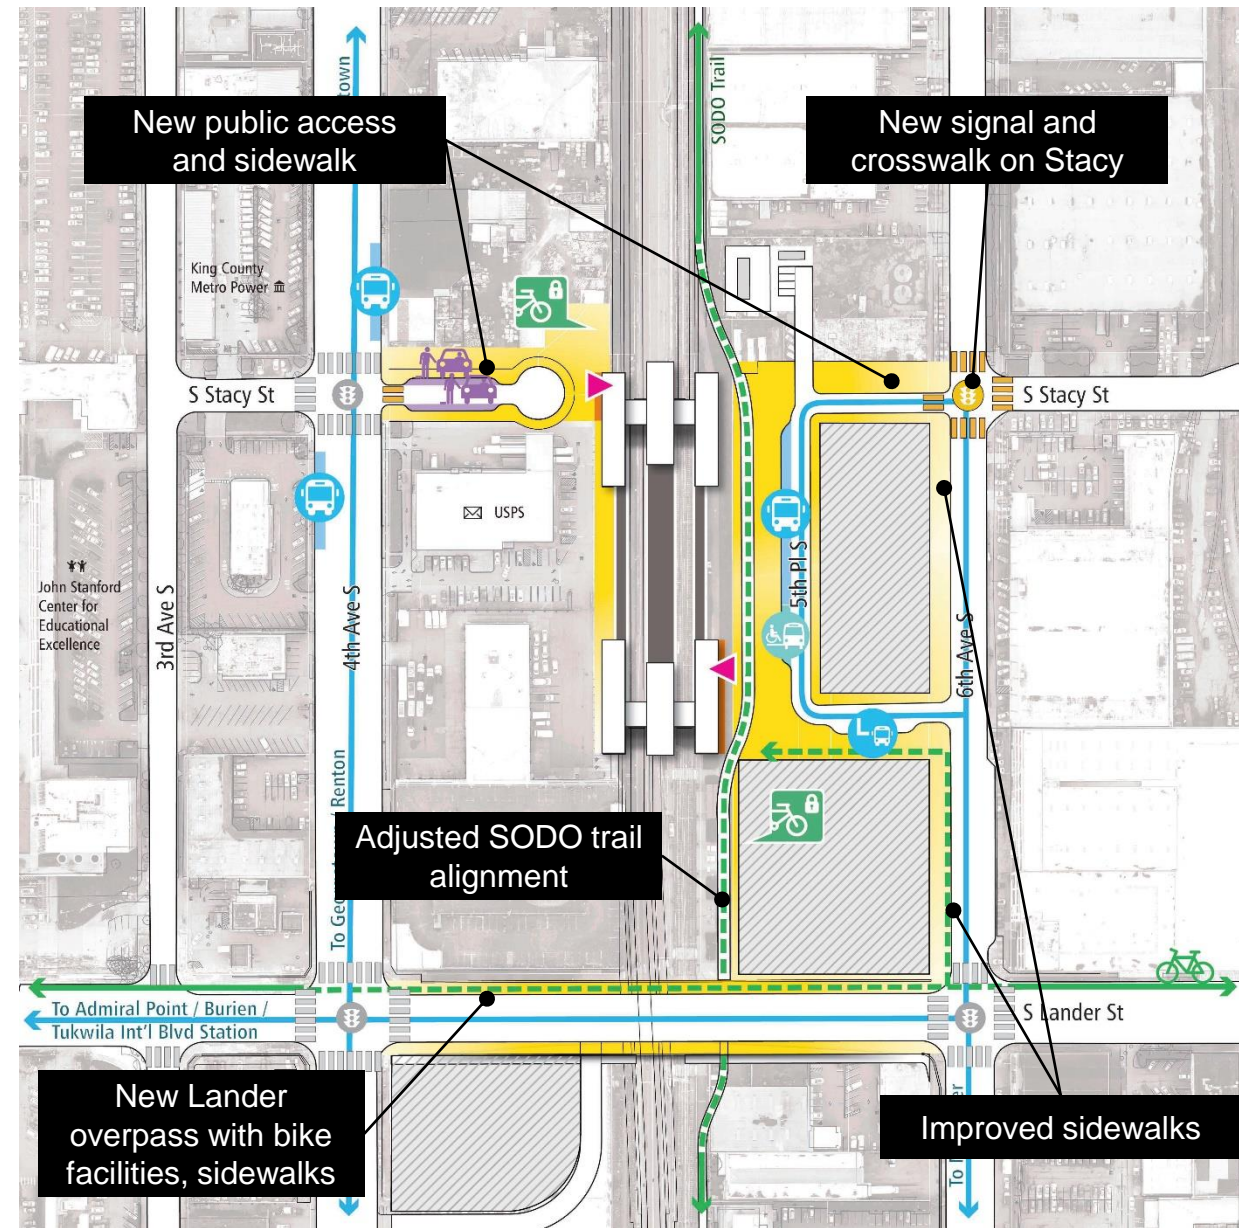 New public access
and sidewalk
New signal and
crosswalk on Stacy
SODO Trail
King County
Metro Power
S Stacy St
S Stacy St
USPS
John Stanford
Center for
Educational
Excellence
3rd Ave S
4th Ave S
5th Pl S
6th Ave S
Renton
Adjusted SODO trail
alignment
To Admiral Point / Burien /
Tukwila Int'l Blvd Station
S Lander St
New Lander
overpass with bike
facilities, sidewalks
Improved sidewalks